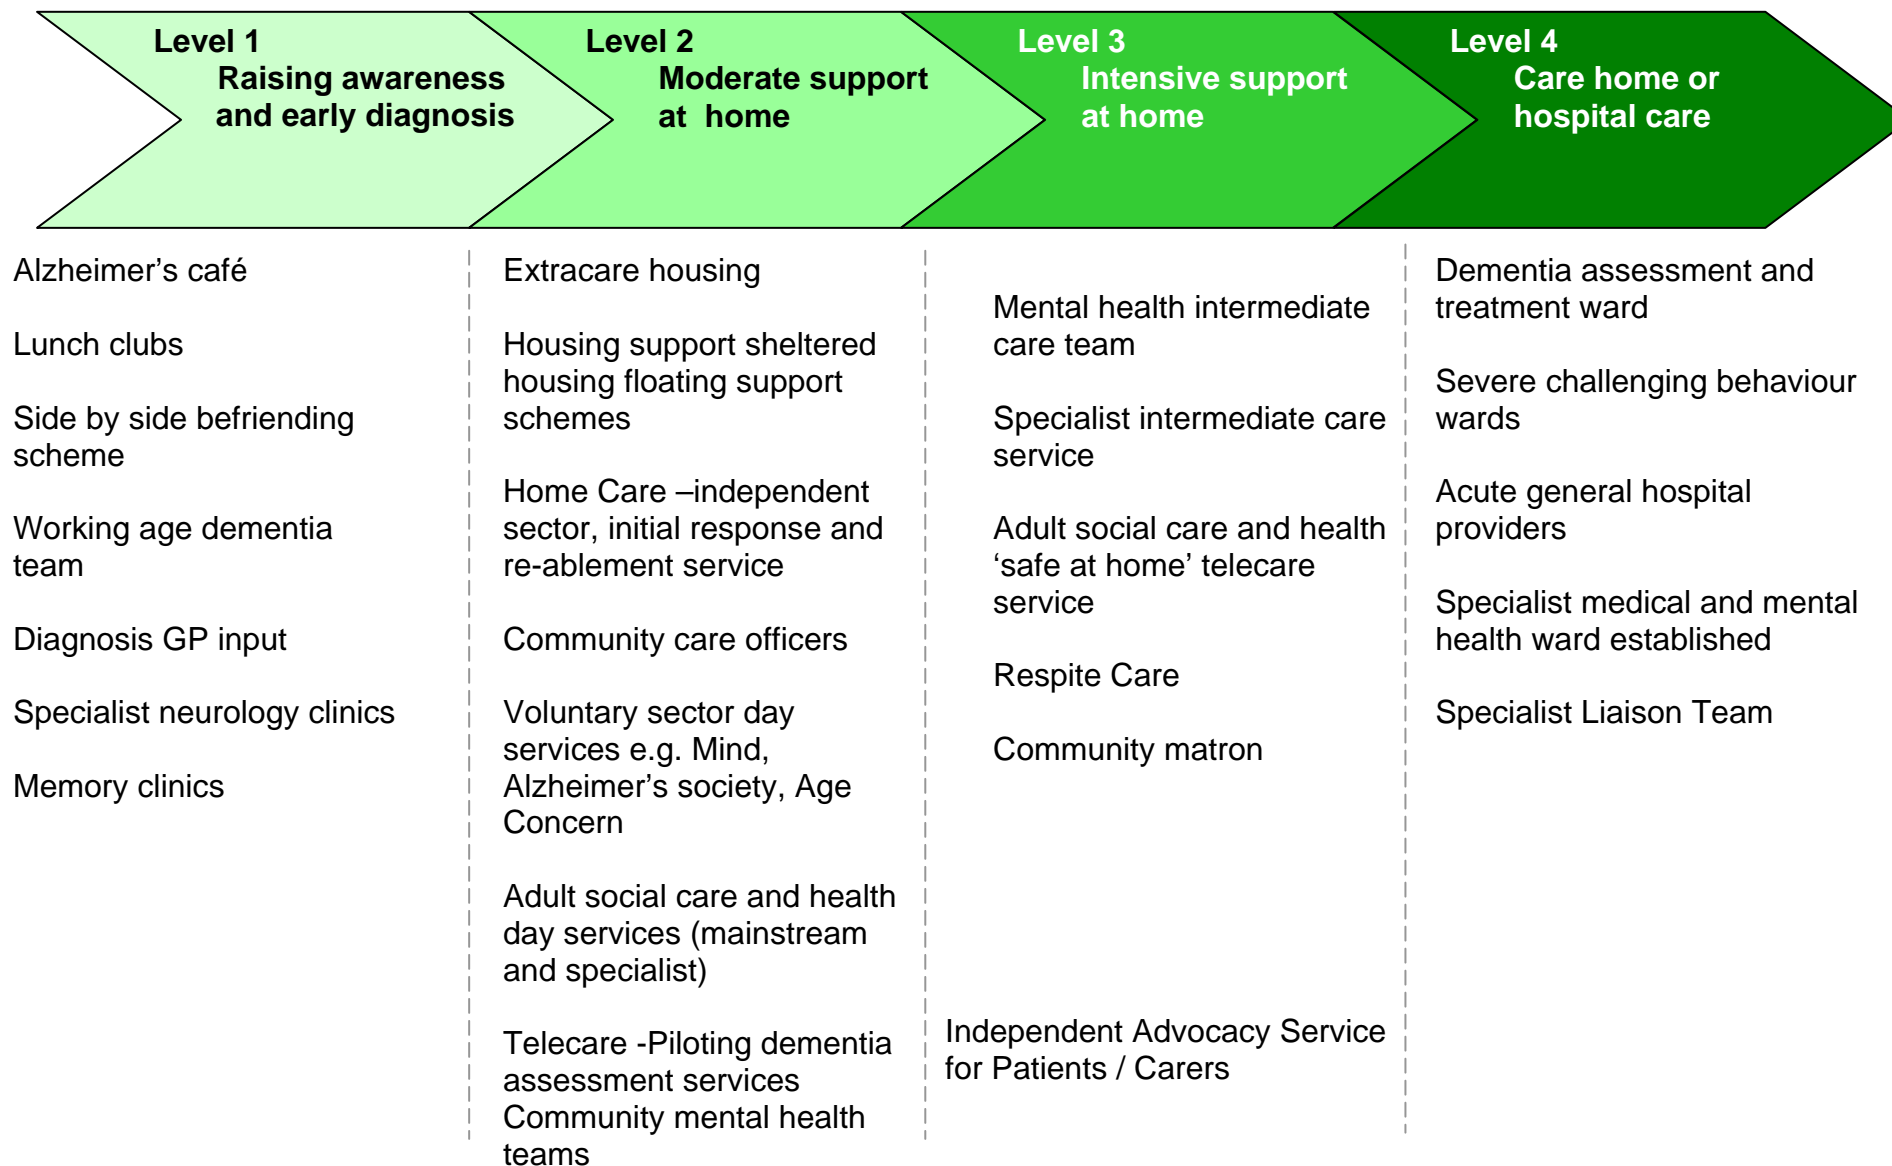 Level 1
Raising awareness
and early diagnosis
Level 2
Moderate support
at  home
Level 3
Intensive support
at home
Level 4
Care home or
hospital care
Alzheimer’s café
Lunch clubs
Side by side befriending
scheme
Working age dementia
team
Diagnosis GP input
Specialist neurology clinics
Memory clinics
Extracare housing
Housing support sheltered
housing floating support
schemes
Home Care –independent
sector, initial response and
re-ablement service
Community care officers
Voluntary sector day
services e.g. Mind,
Alzheimer’s society, Age
Concern
Adult social care and health
day services (mainstream
and specialist)
Telecare -Piloting dementia
assessment services
Community mental health
teams
Mental health intermediate
care team
Specialist intermediate care
service
Adult social care and health
‘safe at home’ telecare
service
Respite Care
Community matron
Independent Advocacy Service
for Patients / Carers
Dementia assessment and
treatment ward
Severe challenging behaviour
wards
Acute general hospital
providers
Specialist medical and mental
health ward established
Specialist Liaison Team